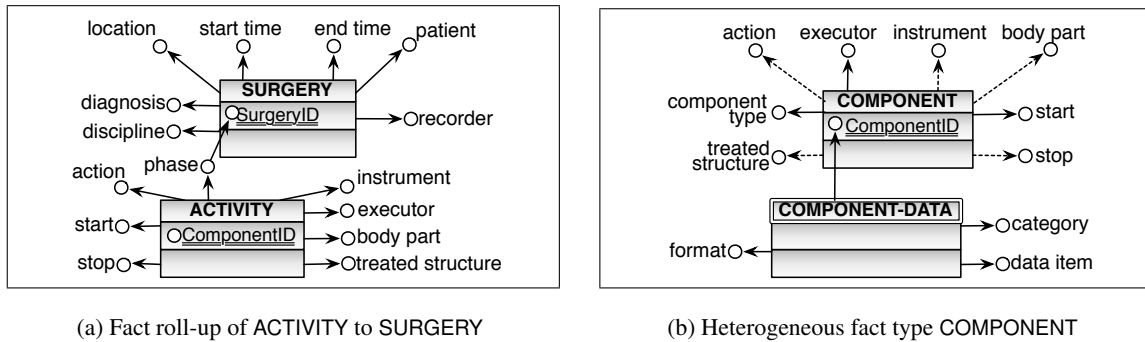 location start time end time patient
SURGERY
diagnosis
SurgeryID
discipline
recorder
phase
action
instrument
ACTIVITY
executor
start
ComponentID
body part
stop
treated structure
(a) Fact roll-up of ACTIVITY to SURGERY
action executor instrument body part
COMPONENT
component
type
ComponentID
start
treated
structure
stop
COMPONENT-DATA
category
format
data item
(b) Heterogeneous fact type COMPONENT